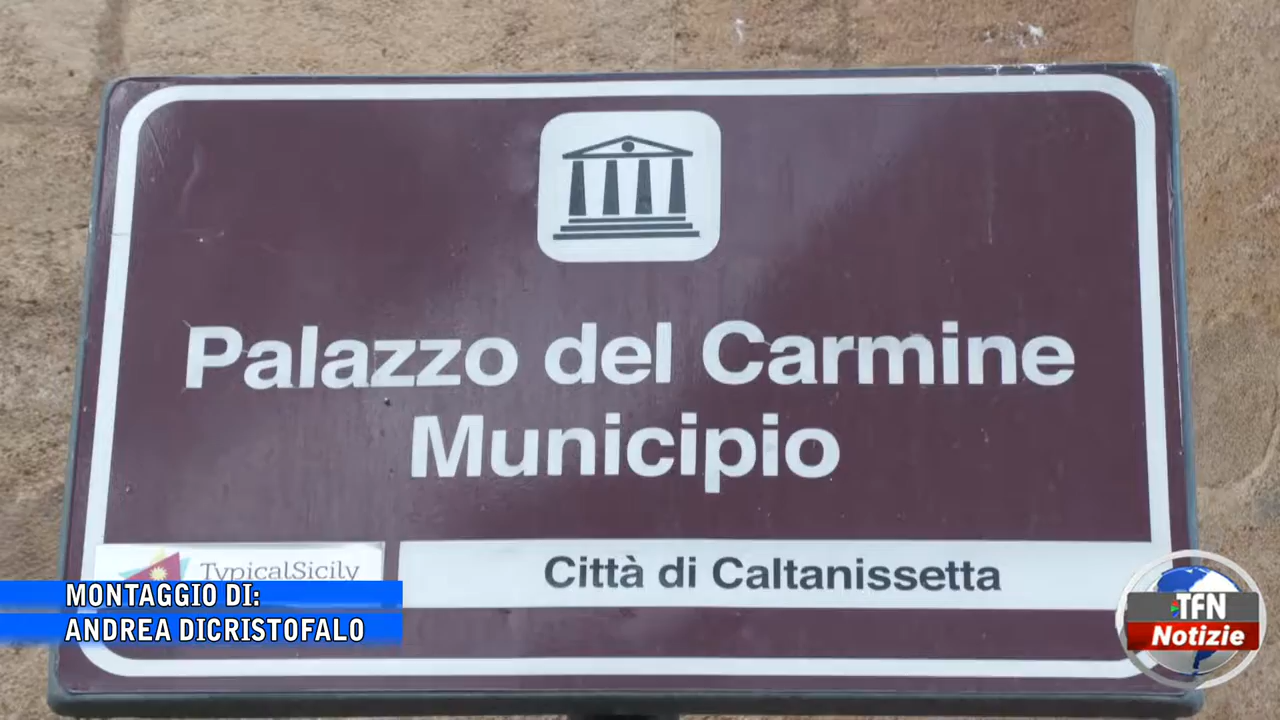 Palazzo del Carmine
Municipio
TypicalSicily
Città di Caltanissetta
MONTAGGIO DI:
ANDREA DICRISTOFALO
TFN
Notizie